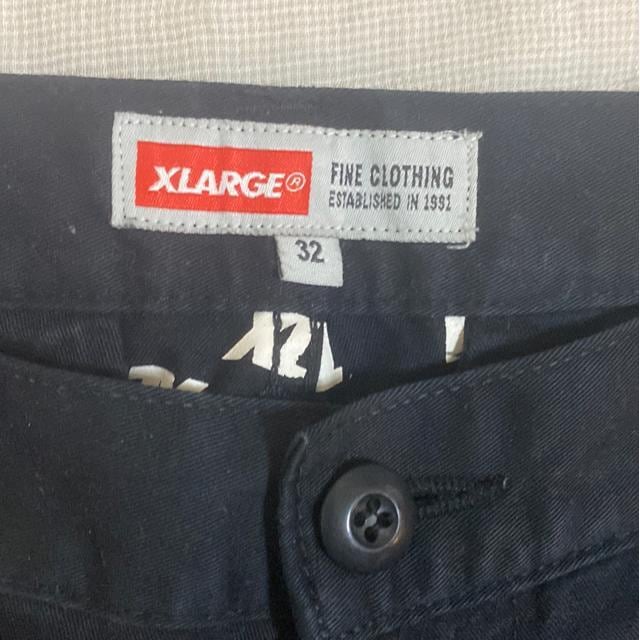 XLARGE®
FINE CLOTHING
ESTABLISHED IN 1991
32